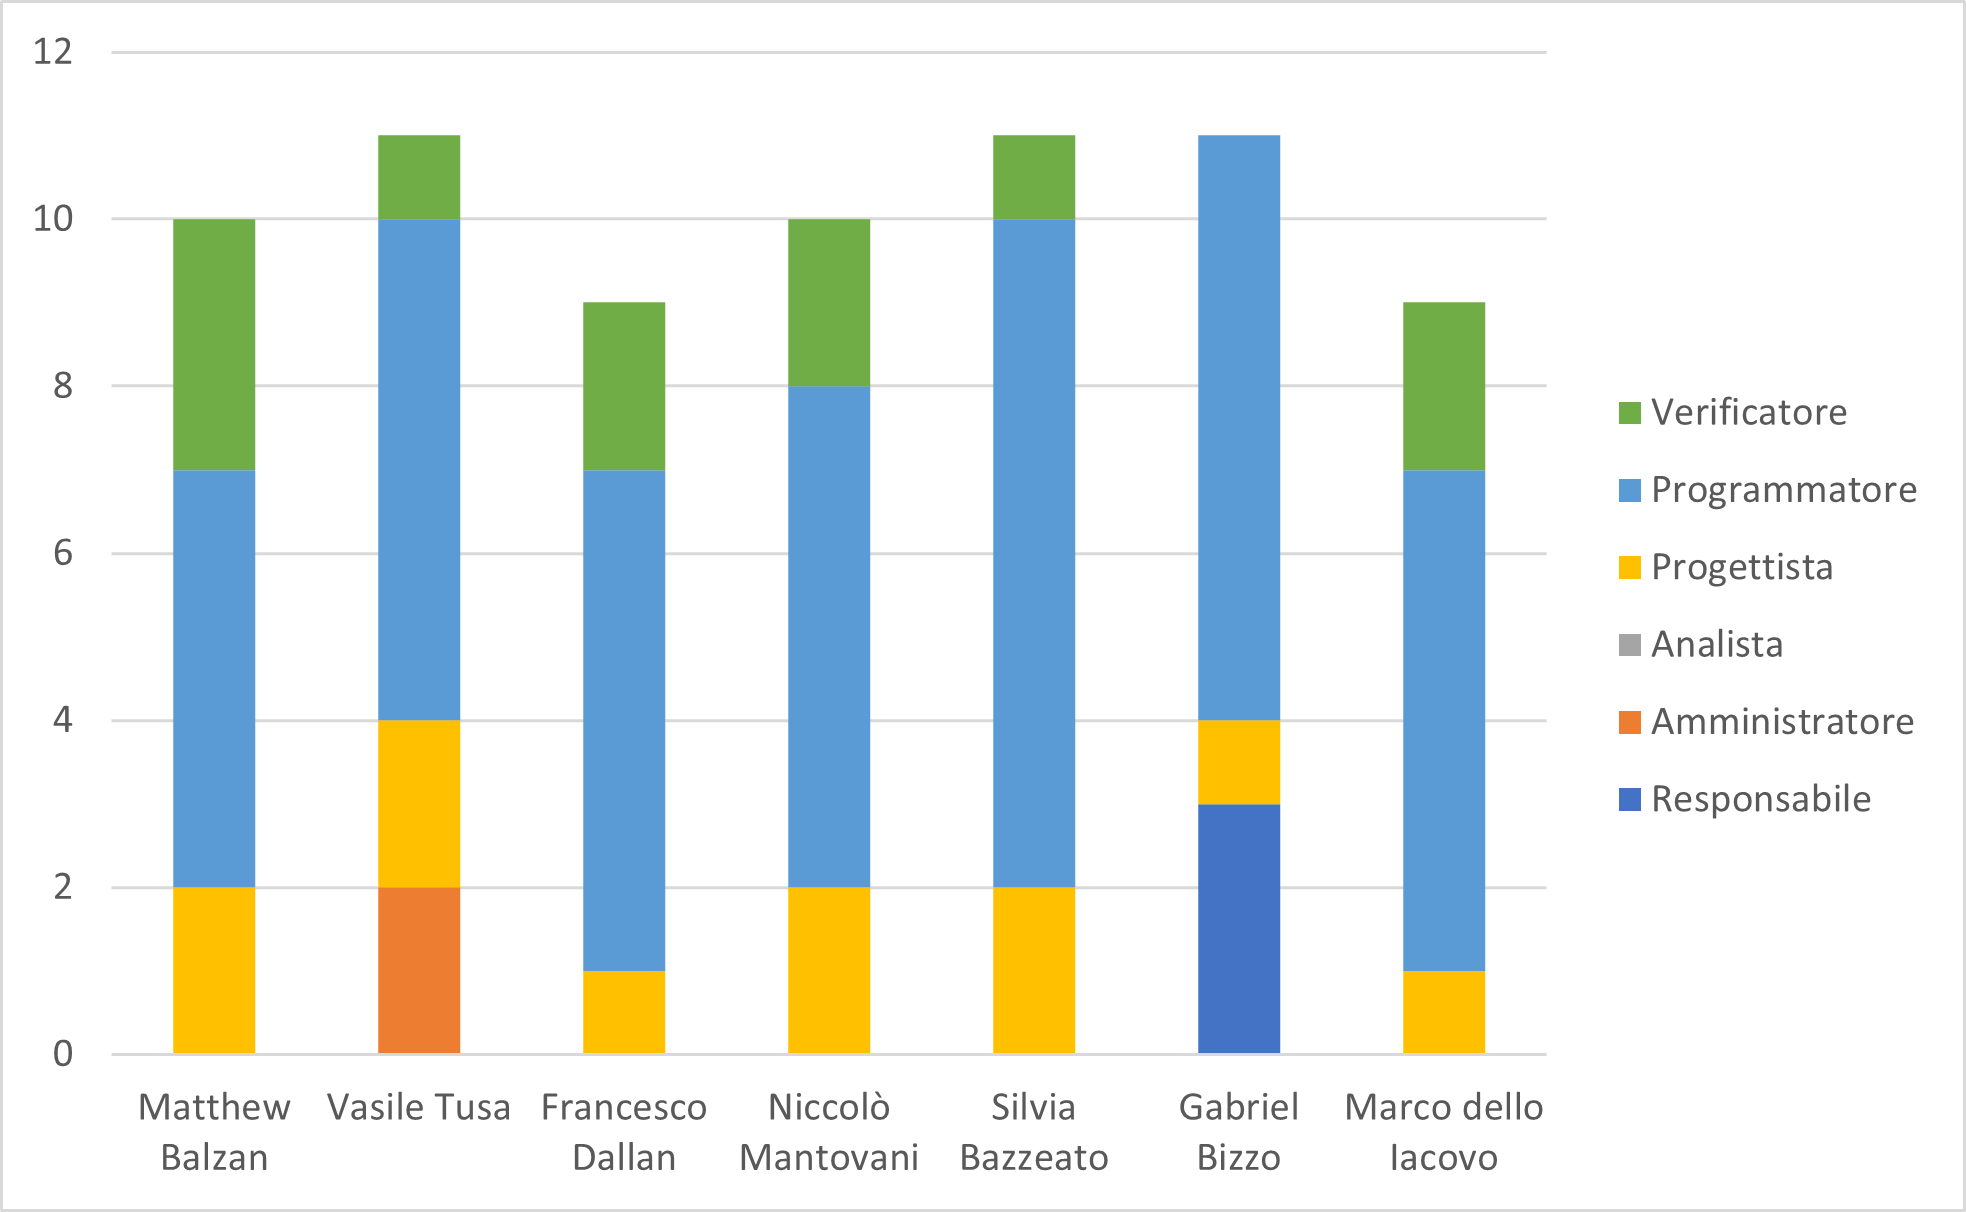 12
10
8
6
4
2
0
Matthew
Balzan
Vasile Tusa
Francesco
Dallan
Niccolò
Mantovani
Silvia
Bazzeato
Gabriel
Bizzo
Marco dello
Iacovo
Verificatore
Programmatore
Progettista
Analista
Amministratore
Responsabile